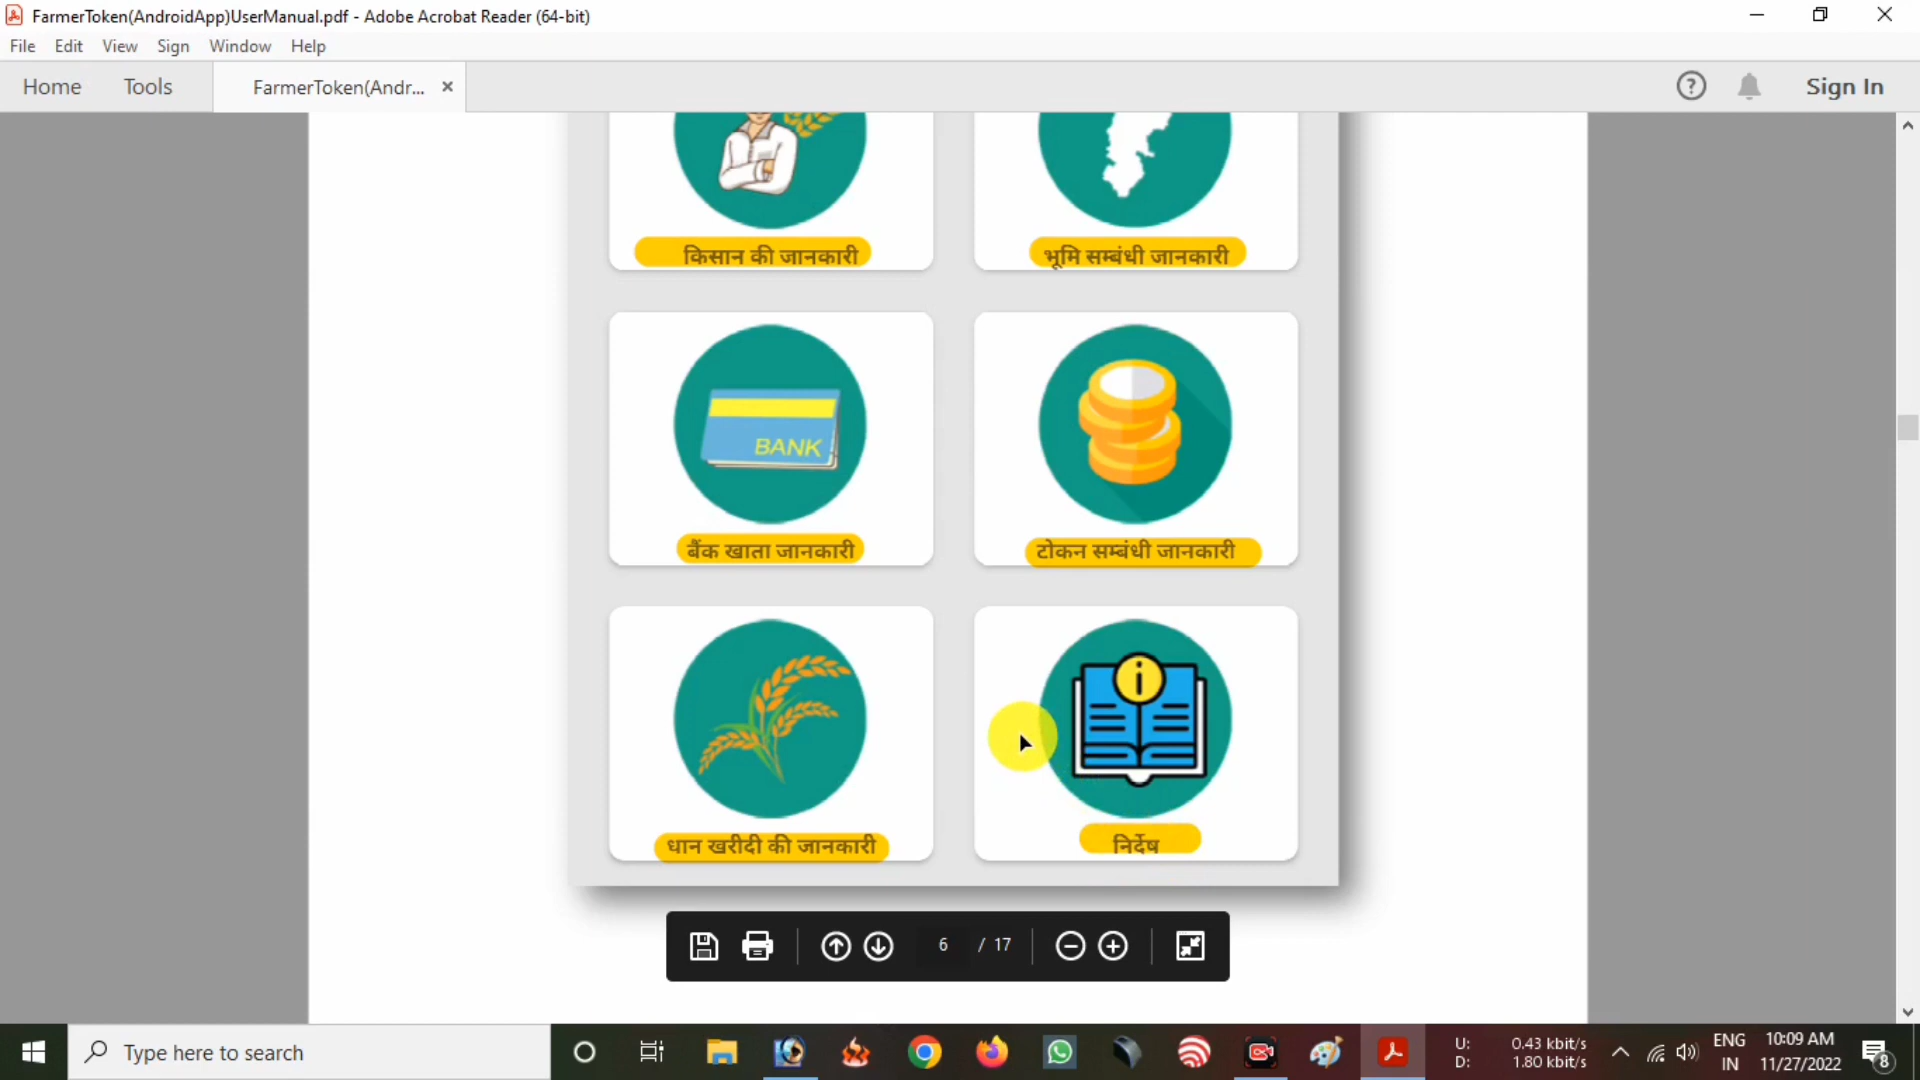 FarmerToken(AndroidApp)UserManual.pdf - Adobe Acrobat Reader (64-bit)
File Edit View Sign Window Help
Home Tools FarmerToken(Andr... Sign In
किसान की जानकारी भूमि सम्बंधी जानकारी
BANK
बैंक खाता जानकारी टोकन सम्बंधी जानकारी
i
धान खरीदी की जानकारी निर्देष
6 / 17
Type here to search
U: 0.43 kbit/s
D: 1.80 kbit/s
ENG
IN
10:09 AM
11/27/2022
8